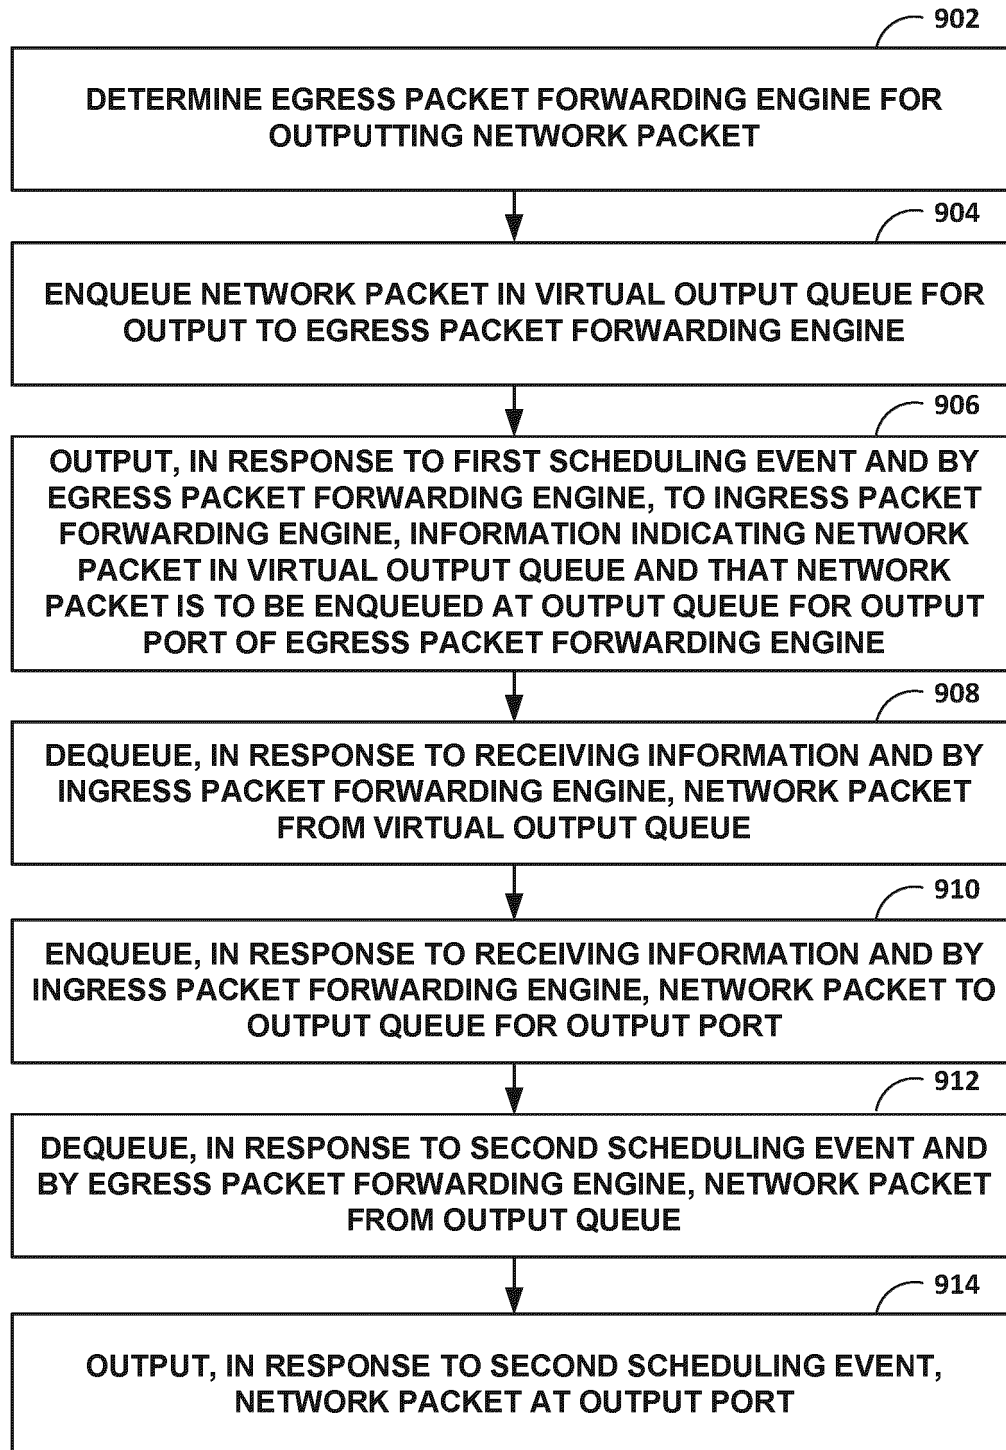 902
DETERMINE EGRESS PACKET FORWARDING ENGINE FOR
OUTPUTTING NETWORK PACKET
904
ENQUEUE NETWORK PACKET IN VIRTUAL OUTPUT QUEUE FOR
OUTPUT TO EGRESS PACKET FORWARDING ENGINE
906
OUTPUT, IN RESPONSE TO FIRST SCHEDULING EVENT AND BY
EGRESS PACKET FORWARDING ENGINE, TO INGRESS PACKET
FORWARDING ENGINE, INFORMATION INDICATING NETWORK
PACKET IN VIRTUAL OUTPUT QUEUE AND THAT NETWORK
PACKET IS TO BE ENQUEUED AT OUTPUT QUEUE FOR OUTPUT
PORT OF EGRESS PACKET FORWARDING ENGINE
908
DEQUEUE, IN RESPONSE TO RECEIVING INFORMATION AND BY
INGRESS PACKET FORWARDING ENGINE, NETWORK PACKET
FROM VIRTUAL OUTPUT QUEUE
910
ENQUEUE, IN RESPONSE TO RECEIVING INFORMATION AND BY
INGRESS PACKET FORWARDING ENGINE, NETWORK PACKET TO
OUTPUT QUEUE FOR OUTPUT PORT
912
DEQUEUE, IN RESPONSE TO SECOND SCHEDULING EVENT AND
BY EGRESS PACKET FORWARDING ENGINE, NETWORK PACKET
FROM OUTPUT QUEUE
914
OUTPUT, IN RESPONSE TO SECOND SCHEDULING EVENT,
NETWORK PACKET AT OUTPUT PORT